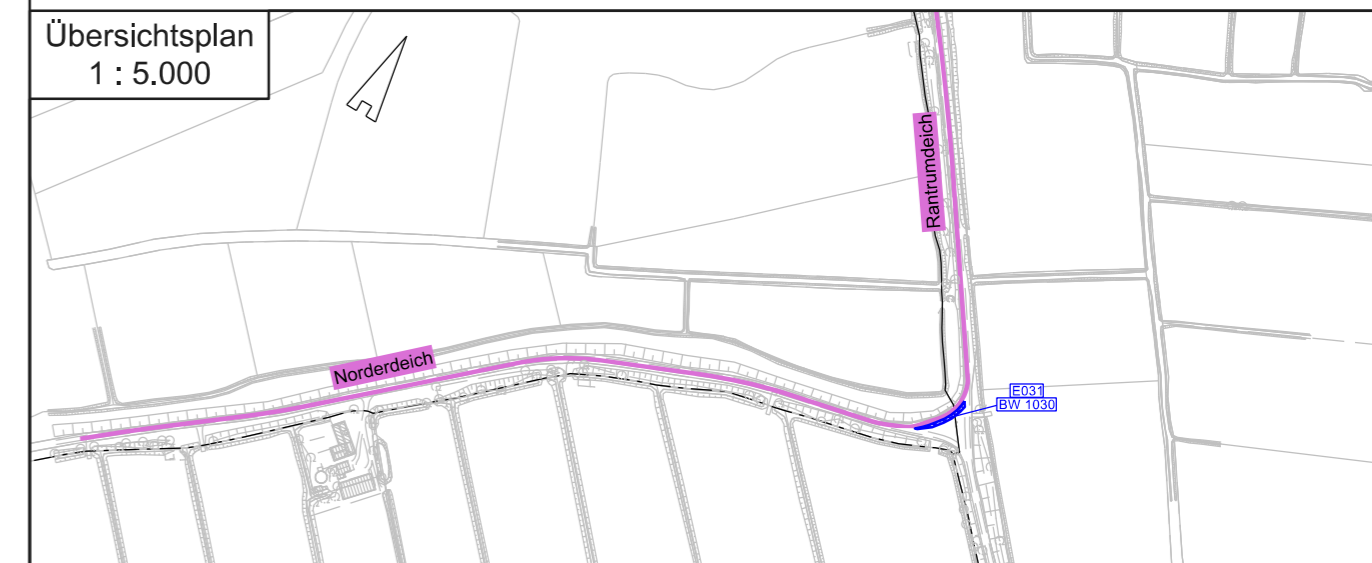 Übersichtsplan
1 : 5.000
Rantrumdeich
Norderdeich
E031
BW 1030